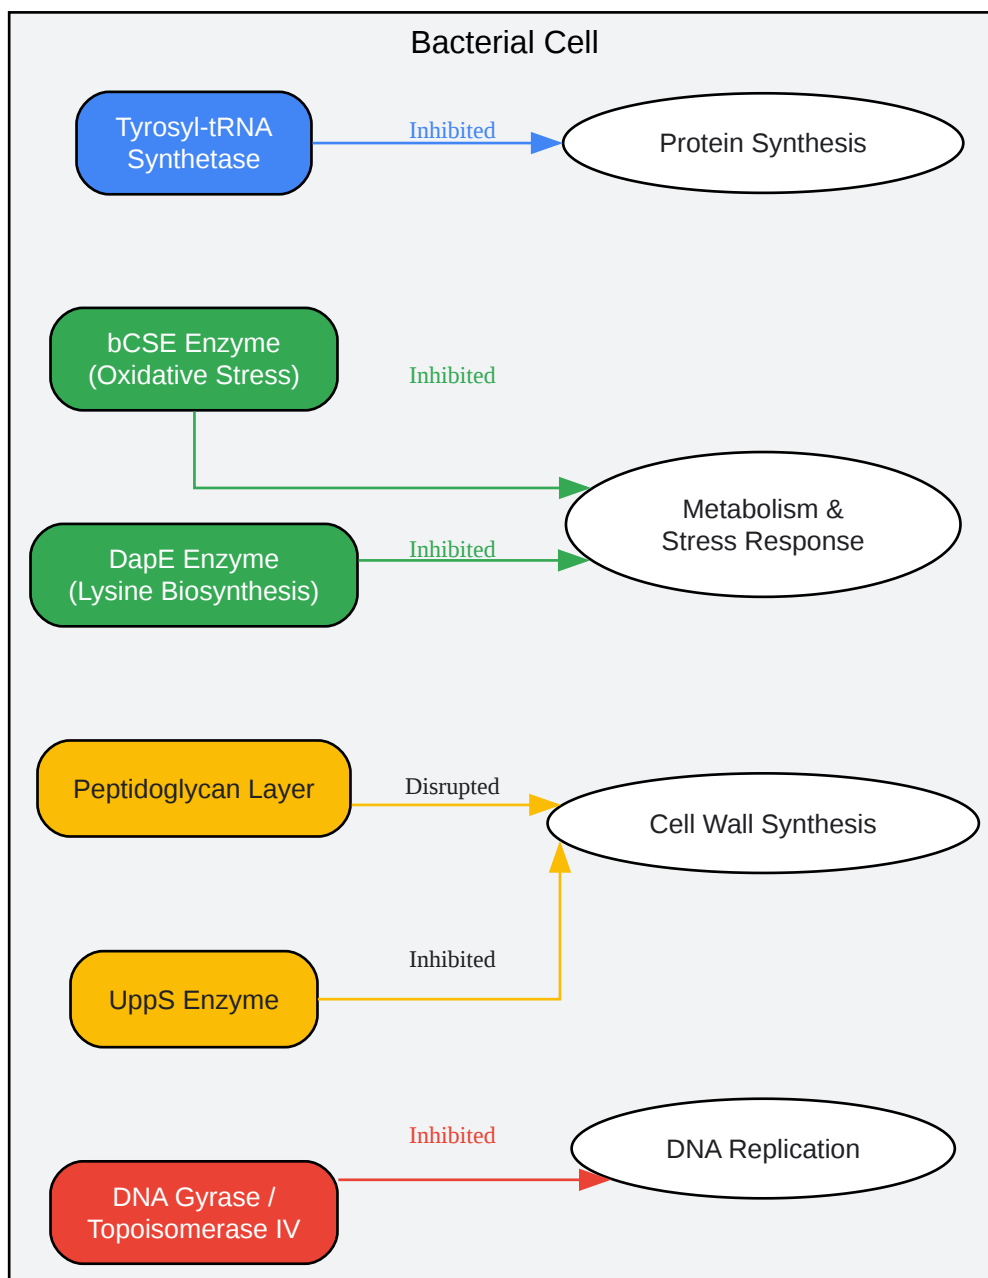 Bacterial Cell
Tyrosyl-tRNA
Synthetase
Inhibited
Protein Synthesis
bCSE Enzyme
(Oxidative Stress)
Inhibited
Metabolism &
Stress Response
DapE Enzyme
(Lysine Biosynthesis)
Inhibited
Peptidoglycan Layer
Disrupted
Cell Wall Synthesis
UppS Enzyme
Inhibited
Inhibited
DNA Replication
DNA Gyrase /
Topoisomerase IV